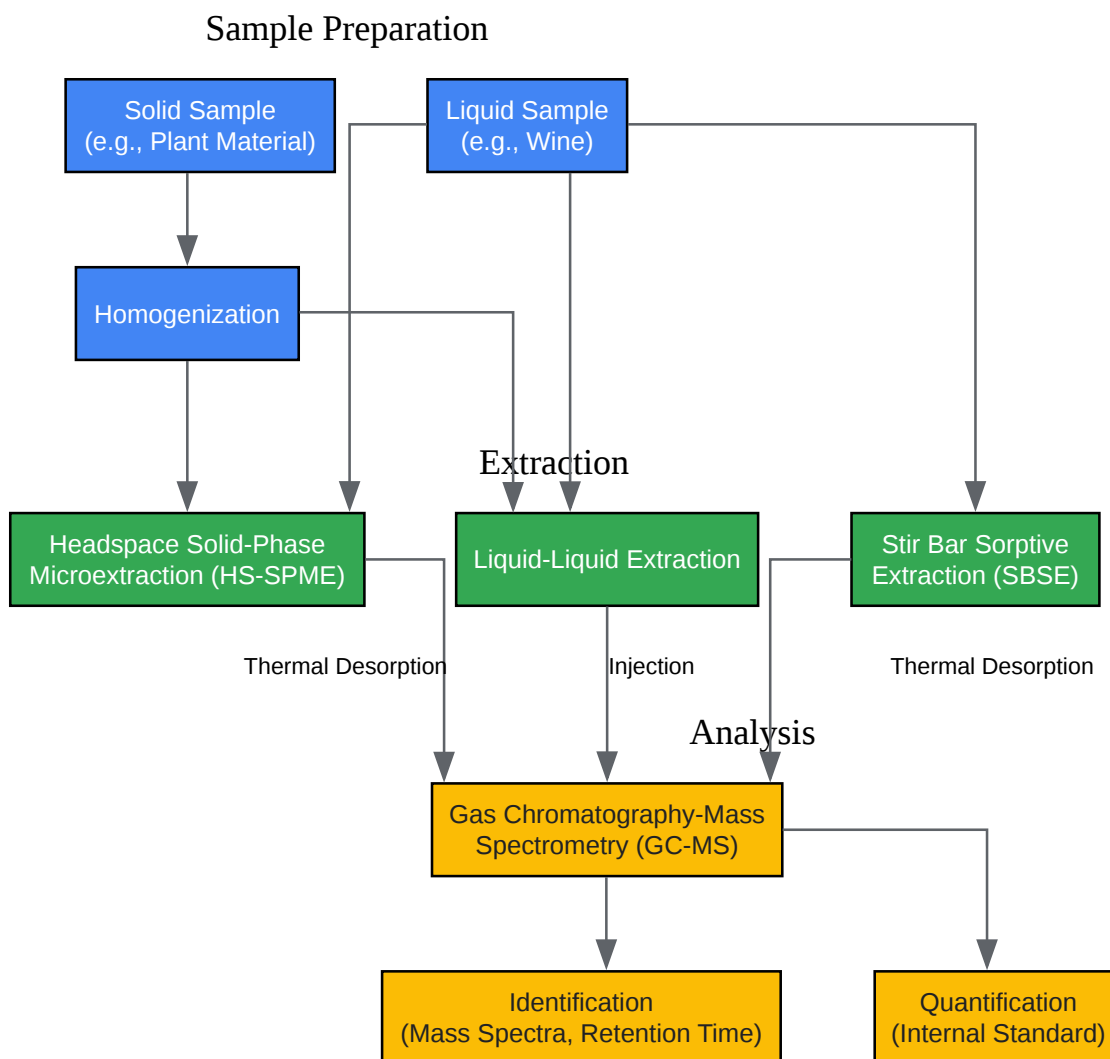 Sample Preparation
Solid Sample
(e.g., Plant Material)
Liquid Sample
(e.g., Wine)
Homogenization
Extraction
Headspace Solid-Phase
Microextraction (HS-SPME)
Liquid-Liquid Extraction
Stir Bar Sorptive
Extraction (SBSE)
Thermal Desorption
Injection
Thermal Desorption
Analysis
Gas Chromatography-Mass
Spectrometry (GC-MS)
Identification
(Mass Spectra, Retention Time)
Quantification
(Internal Standard)